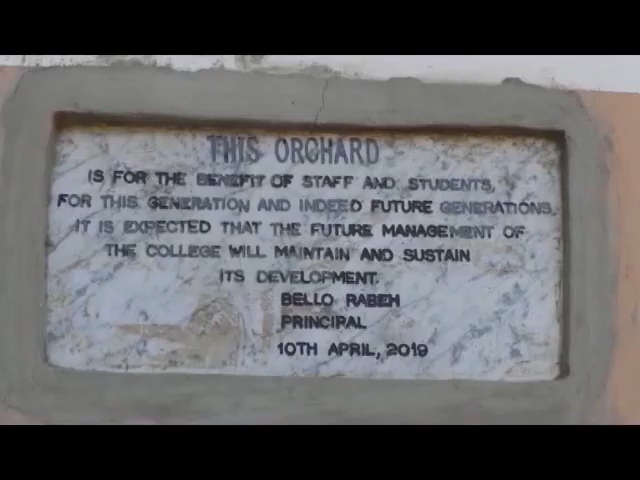 THIS ORCHARD
IS FOR THE BENEFIT OF STAFF AND STUDENTS,
FOR THIS GENERATION AND INDEED FUTURE GENERATIONS.
IT IS EXPECTED THAT THE FUTURE MANAGEMENT OF
THE COLLEGE WILL MAINTAIN AND SUSTAIN
ITS DEVELOPMENT.
BELLO RABEH
PRINCIPAL
10TH APRIL, 2019